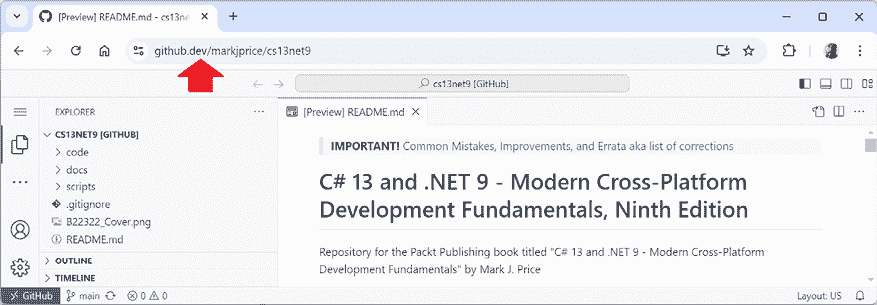 [Preview] README.md - cs13ne
github.dev/markjprice/cs13net9
cs13net9 [GitHub]
EXPLORER
[Preview] README.md
CS13NET9 [GITHUB]
code
docs
scripts
.gitignore
B22322_Cover.png
README.md
OUTLINE
TIMELINE
IMPORTANT! Common Mistakes, Improvements, and Errata aka list of corrections
C# 13 and .NET 9 - Modern Cross-Platform
Development Fundamentals, Ninth Edition
Repository for the Packt Publishing book titled "C# 13 and .NET 9 - Modern Cross-Platform
Development Fundamentals" by Mark J. Price
GitHub main 0 0 Layout: US